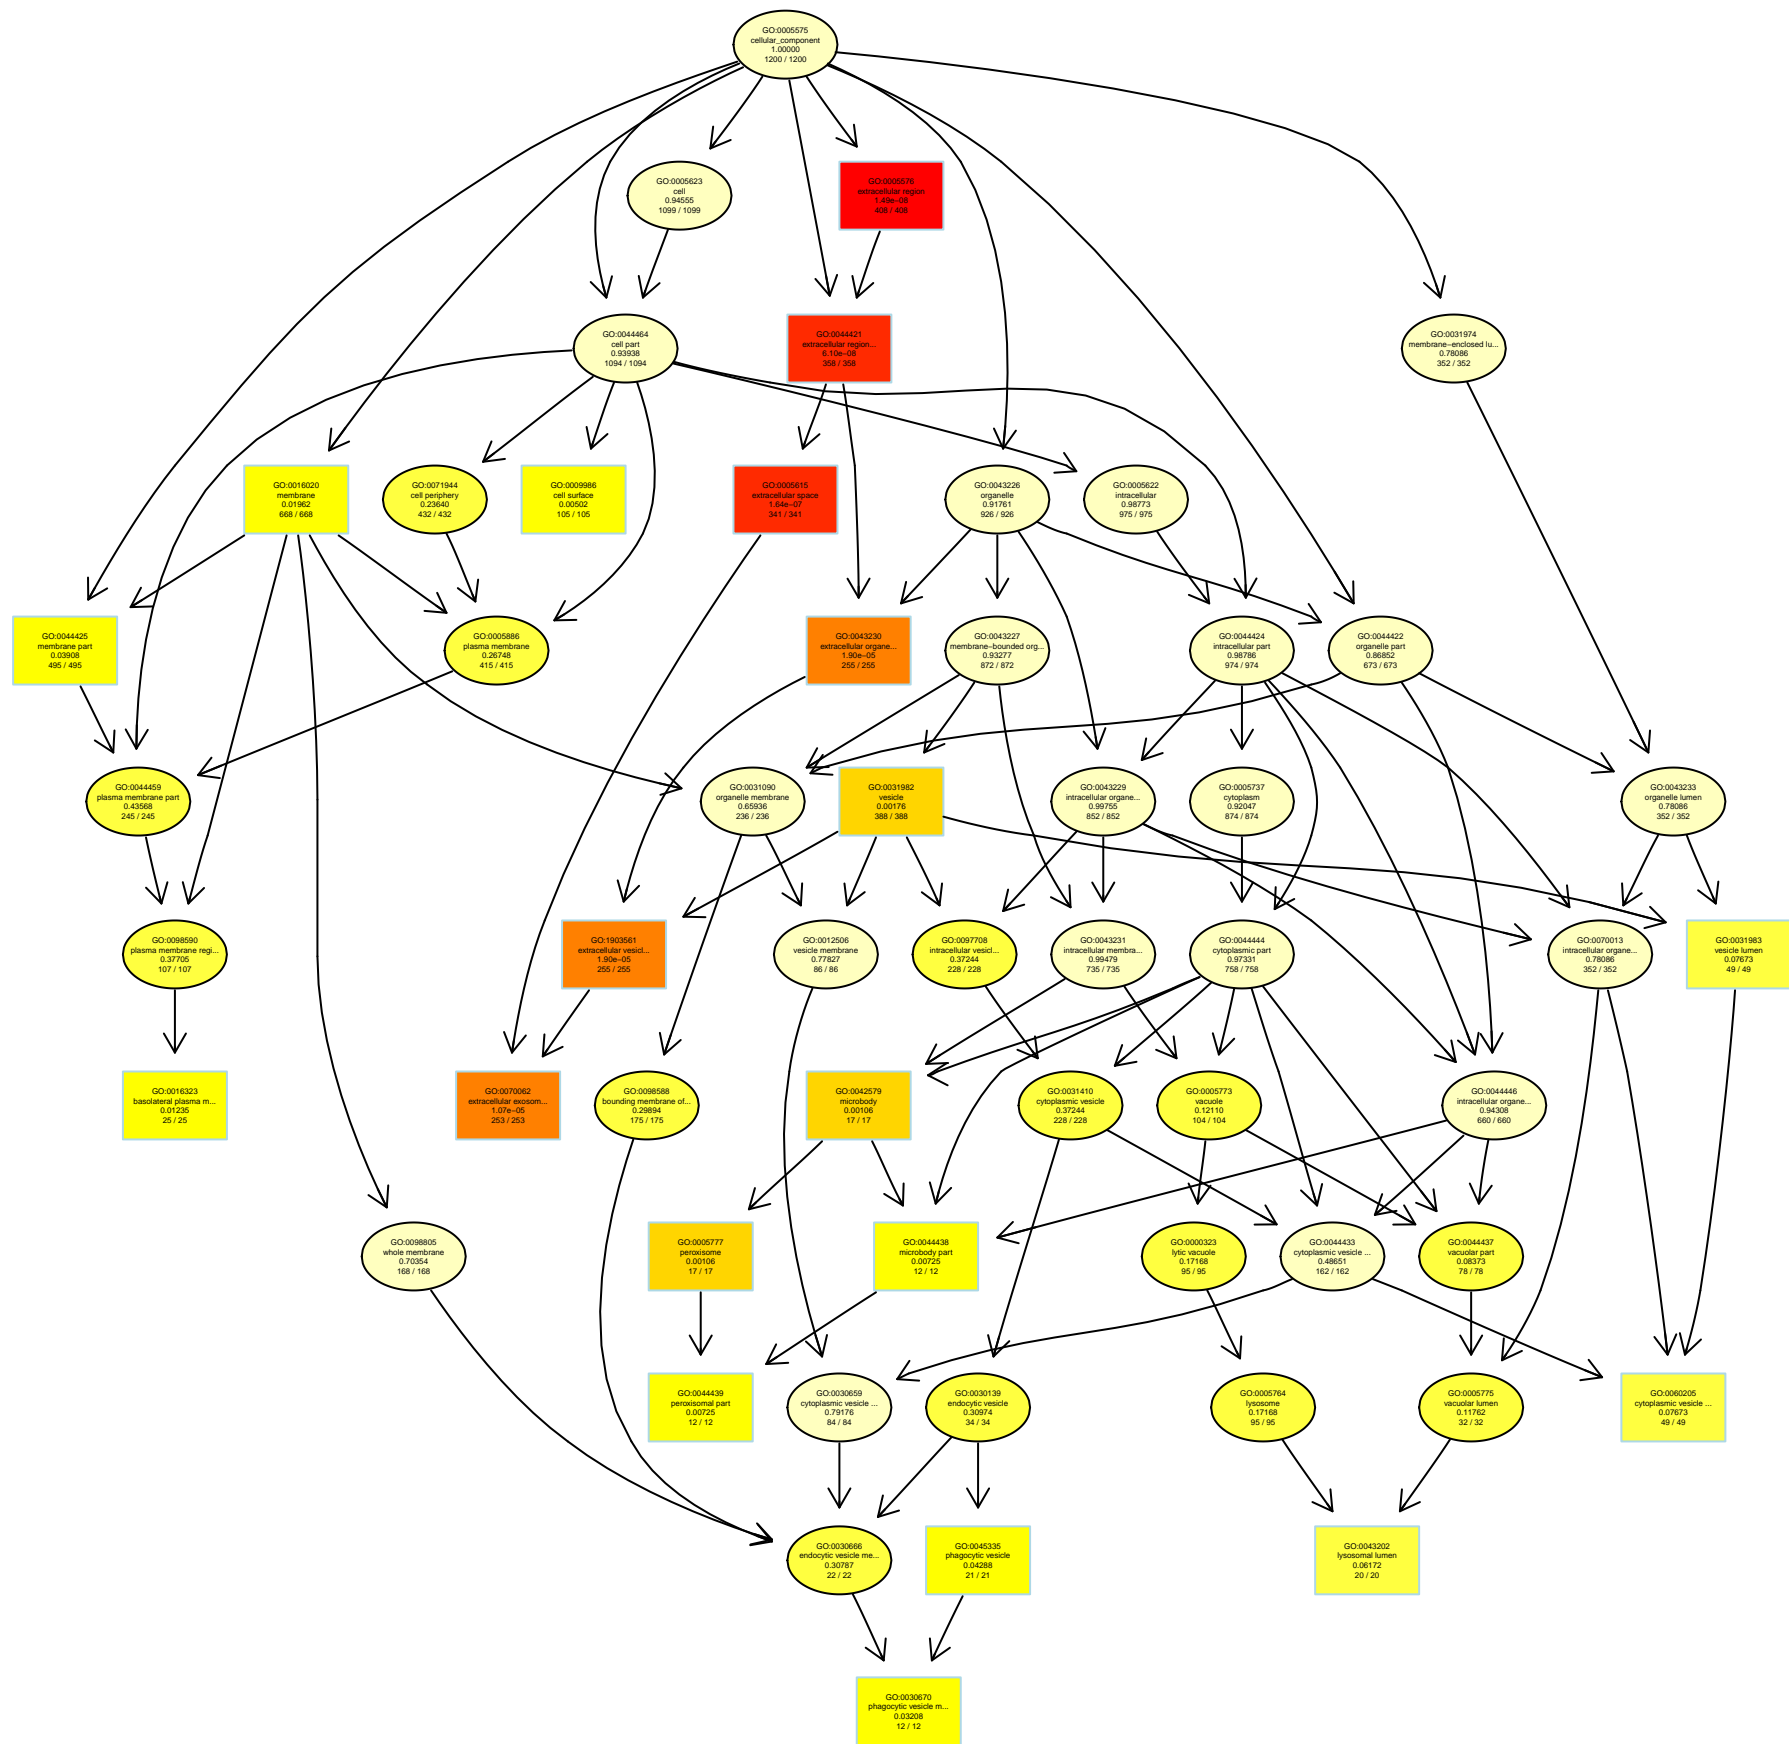 GO:0005575
cellular_component
1.00000
1200 / 1200
GO:0005623
cell
0.94555
1099 / 1099
GO:0005576
extracellular region
1.49e−08
408 / 408
GO:0044464
cell part
0.93938
1094 / 1094
GO:0044421
extracellular region...
6.10e−08
358 / 358
GO:0031974
membrane−enclosed lu...
0.78086
352 / 352
GO:0016020
membrane
0.01962
668 / 668
GO:0071944
cell periphery
0.23640
432 / 432
GO:0009986
cell surface
0.00502
105 / 105
GO:0005615
extracellular space
1.64e−07
341 / 341
GO:0043226
organelle
0.91761
926 / 926
GO:0005622
intracellular
0.98773
975 / 975
GO:0044425
membrane part
0.03908
495 / 495
GO:0005886
plasma membrane
0.26748
415 / 415
GO:0043230
extracellular organe...
1.90e−05
255 / 255
GO:0043227
membrane−bounded org...
0.93277
872 / 872
GO:0044424
intracellular part
0.98786
974 / 974
GO:0044422
organelle part
0.86852
673 / 673
GO:0044459
plasma membrane part
0.43568
245 / 245
GO:0031090
organelle membrane
0.65936
236 / 236
GO:0031982
vesicle
0.00176
388 / 388
GO:0043229
intracellular organe...
0.99755
852 / 852
GO:0005737
cytoplasm
0.92047
874 / 874
GO:0043233
organelle lumen
0.78086
352 / 352
GO:0098590
plasma membrane regi...
0.37705
107 / 107
GO:1903561
extracellular vesicl...
1.90e−05
255 / 255
GO:0012506
vesicle membrane
0.77827
86 / 86
GO:0097708
intracellular vesicl...
0.37244
228 / 228
GO:0043231
intracellular membra...
0.99479
735 / 735
GO:0044444
cytoplasmic part
0.97331
758 / 758
GO:0070013
intracellular organe...
0.78086
352 / 352
GO:0031983
vesicle lumen
0.07673
49 / 49
GO:0016323
basolateral plasma m...
0.01235
25 / 25
GO:0070062
extracellular exosom...
1.07e−05
253 / 253
GO:0098588
bounding membrane of...
0.29894
175 / 175
GO:0042579
microbody
0.00106
17 / 17
GO:0031410
cytoplasmic vesicle
0.37244
228 / 228
GO:0005773
vacuole
0.12110
104 / 104
GO:0044446
intracellular organe...
0.94308
660 / 660
GO:0098805
whole membrane
0.70354
168 / 168
GO:0005777
peroxisome
0.00106
17 / 17
GO:0044438
microbody part
0.00725
12 / 12
GO:0000323
lytic vacuole
0.17168
95 / 95
GO:0044433
cytoplasmic vesicle ...
0.48651
162 / 162
GO:0044437
vacuolar part
0.08373
78 / 78
GO:0044439
peroxisomal part
0.00725
12 / 12
GO:0030659
cytoplasmic vesicle ...
0.79176
84 / 84
GO:0030139
endocytic vesicle
0.30974
34 / 34
GO:0005764
lysosome
0.17168
95 / 95
GO:0005775
vacuolar lumen
0.11762
32 / 32
GO:0060205
cytoplasmic vesicle ...
0.07673
49 / 49
GO:0030666
endocytic vesicle me...
0.30787
22 / 22
GO:0045335
phagocytic vesicle
0.04288
21 / 21
GO:0043202
lysosomal lumen
0.06172
20 / 20
GO:0030670
phagocytic vesicle m...
0.03208
12 / 12